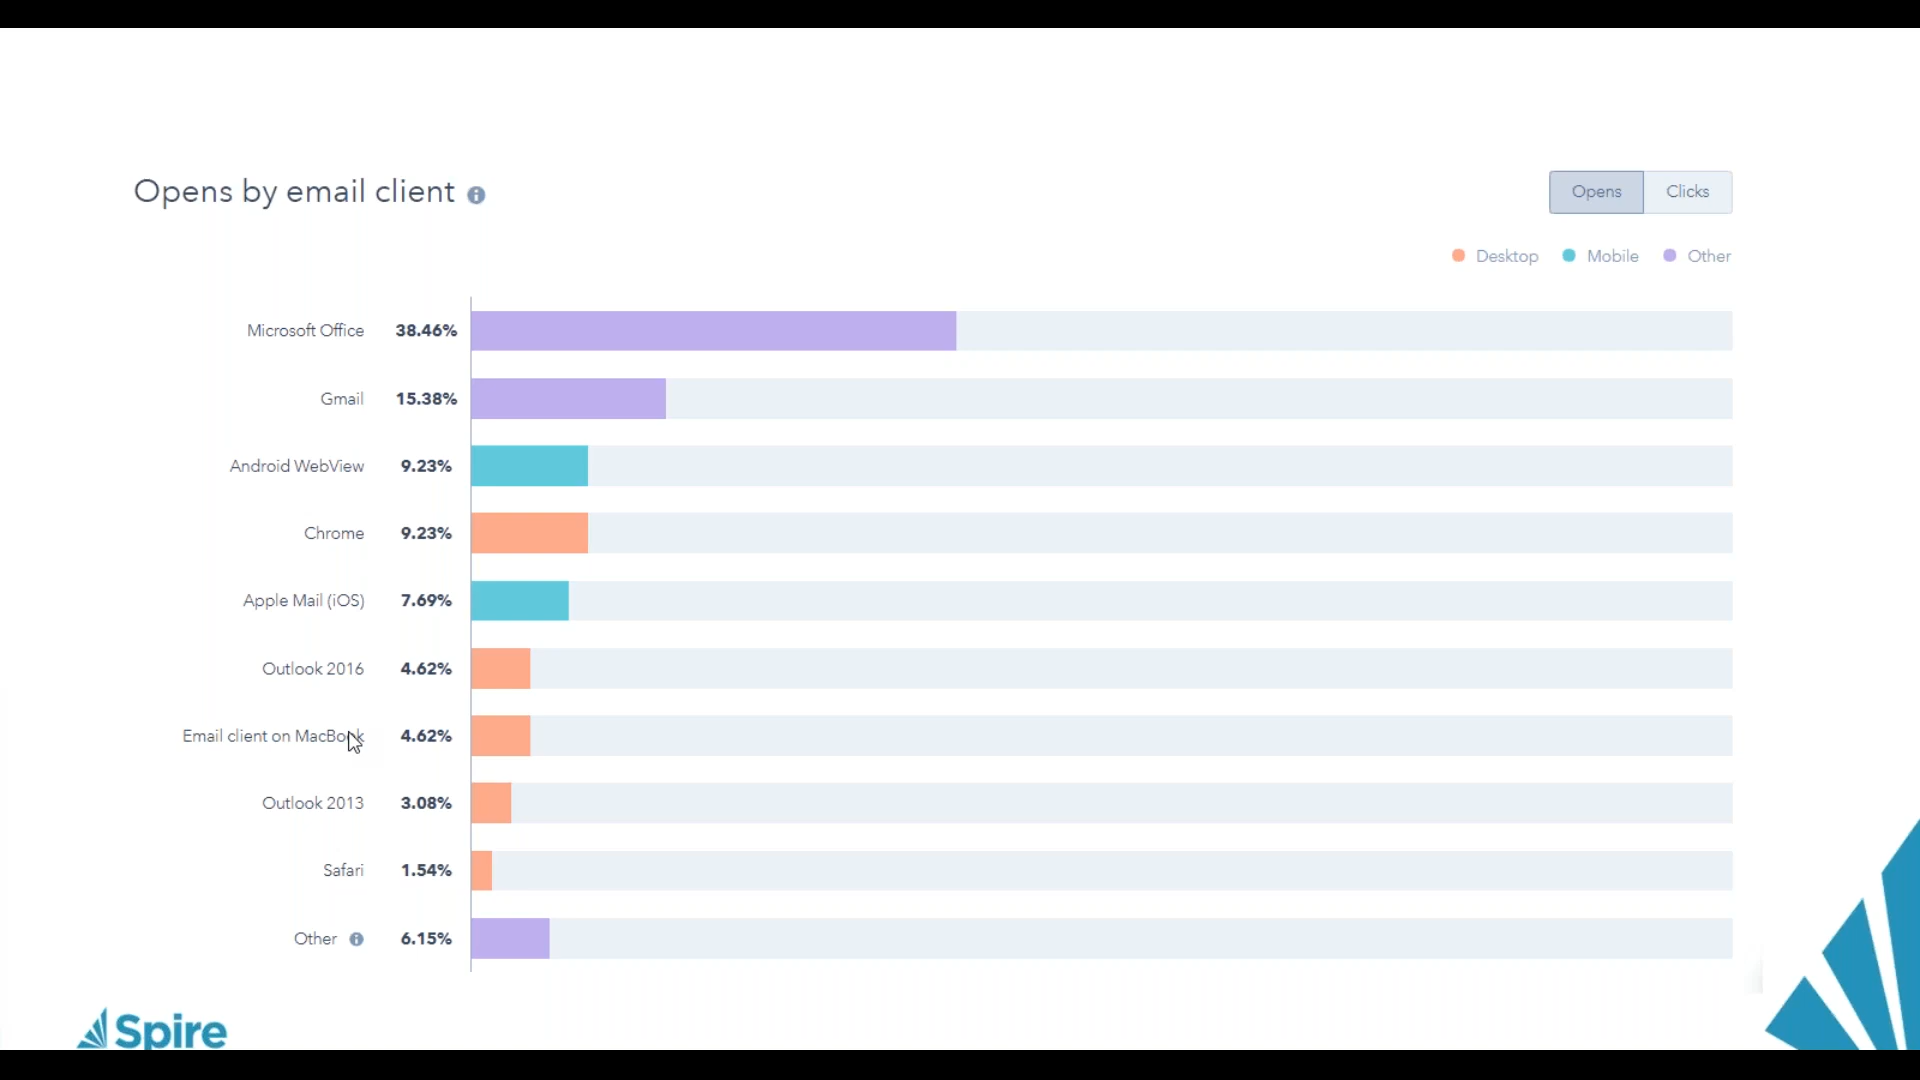 Opens by email client
Opens Clicks
Desktop Mobile Other
Microsoft Office 38.46%
Gmail 15.38%
Android WebView 9.23%
Chrome 9.23%
Apple Mail (iOS) 7.69%
Outlook 2016 4.62%
Email client on MacBook 4.62%
Outlook 2013 3.08%
Safari 1.54%
Other 6.15%
Spire